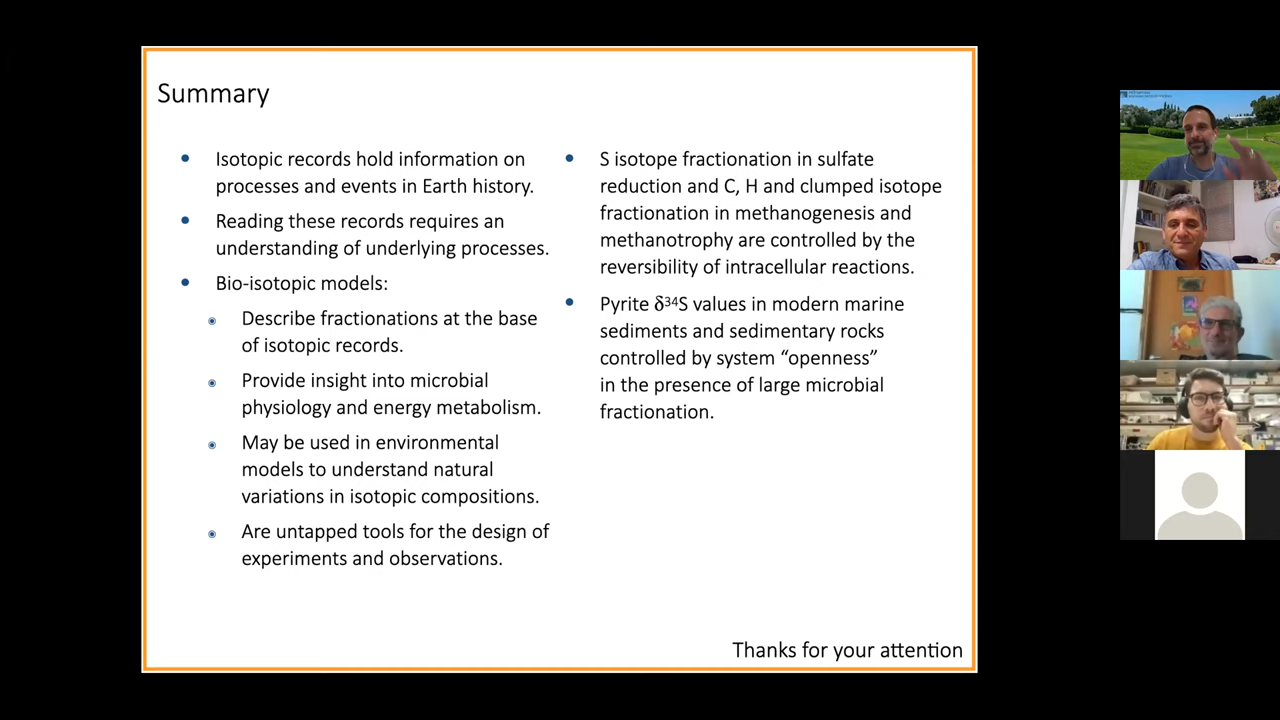 Summary
Isotopic records hold information on
processes and events in Earth history.
Reading these records requires an
understanding of underlying processes.
Bio-isotopic models:
Describe fractionations at the base
of isotopic records.
Provide insight into microbial
physiology and energy metabolism.
May be used in environmental
models to understand natural
variations in isotopic compositions.
Are untapped tools for the design of
experiments and observations.
S isotope fractionation in sulfate
reduction and C, H and clumped isotope
fractionation in methanogenesis and
methanotrophy are controlled by the
reversibility of intracellular reactions.
Pyrite δ³⁴S values in modern marine
sediments and sedimentary rocks
controlled by system “openness”
in the presence of large microbial
fractionation.
Thanks for your attention